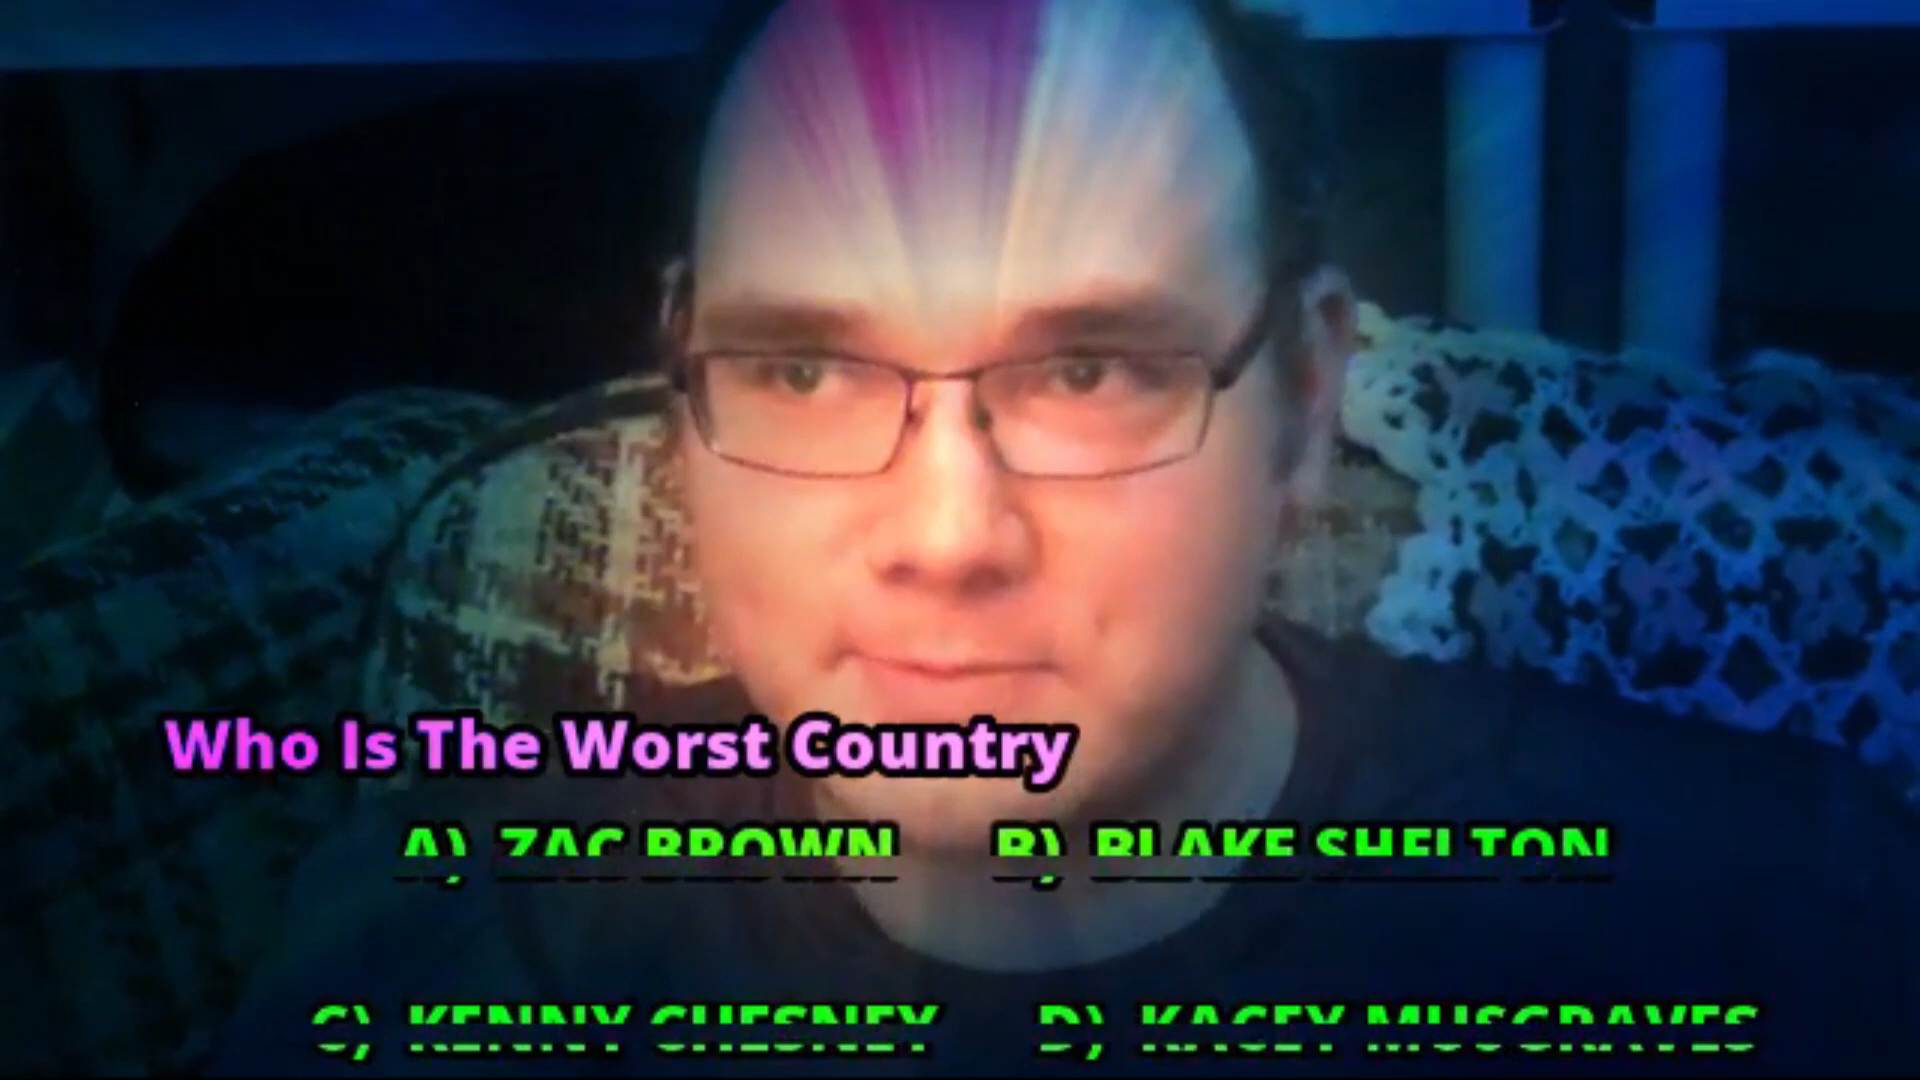 Who Is The Worst Country
A) ZAC BROWN B) BLAKE SHELTON
C) KENNY CHESNEY D) KACEY MUSGRAVES